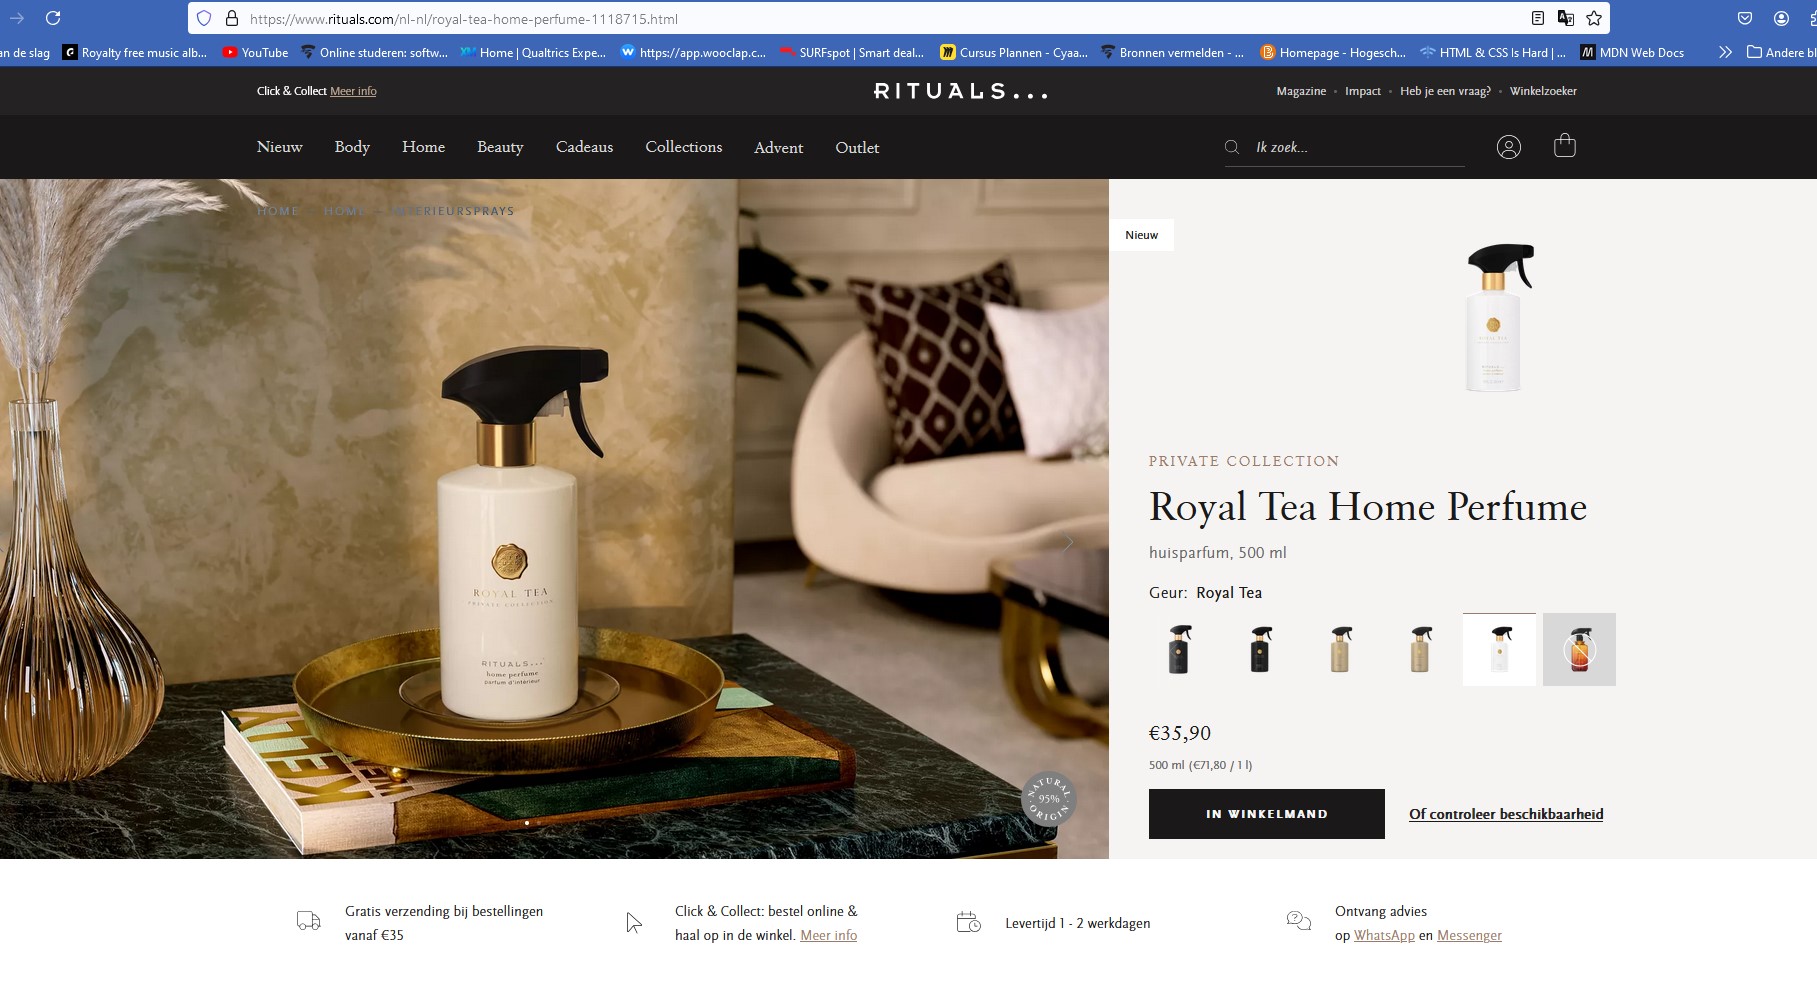 https://www.rituals.com/nl-nl/royal-tea-home-perfume-1118715.html
an de slag
Royalty free music alb...
YouTube
Online studeren: softw...
Home | Qualtrics Expe...
https://app.wooclap.c...
SURFspot | Smart deal...
Cursus Plannen - Cyaa...
Bronnen vermelden - ...
Homepage - Hogesch...
HTML & CSS Is Hard | ...
MDN Web Docs
Andere bl
Click & Collect Meer info
RITUALS...
Magazine • Impact • Heb je een vraag? • Winkelzoeker
Nieuw
Body
Home
Beauty
Cadeaus
Collections
Advent
Outlet
Ik zoek...
HOME
HOME
INTERIEURSPRAYS
Nieuw
ROYAL TEA
PRIVATE COLLECTION
RITUALS...
home perfume
parfum d'intérieur
NATURAL
95%
ORIGIN
PRIVATE COLLECTION
Royal Tea Home Perfume
huisparfum, 500 ml
Geur: Royal Tea
€35,90
500 ml (€71,80 / 1 l)
IN WINKELMAND
Of controleer beschikbaarheid
Gratis verzending bij bestellingen
vanaf €35
Click & Collect: bestel online &
haal op in de winkel. Meer info
Levertijd 1 - 2 werkdagen
Ontvang advies
op WhatsApp en Messenger